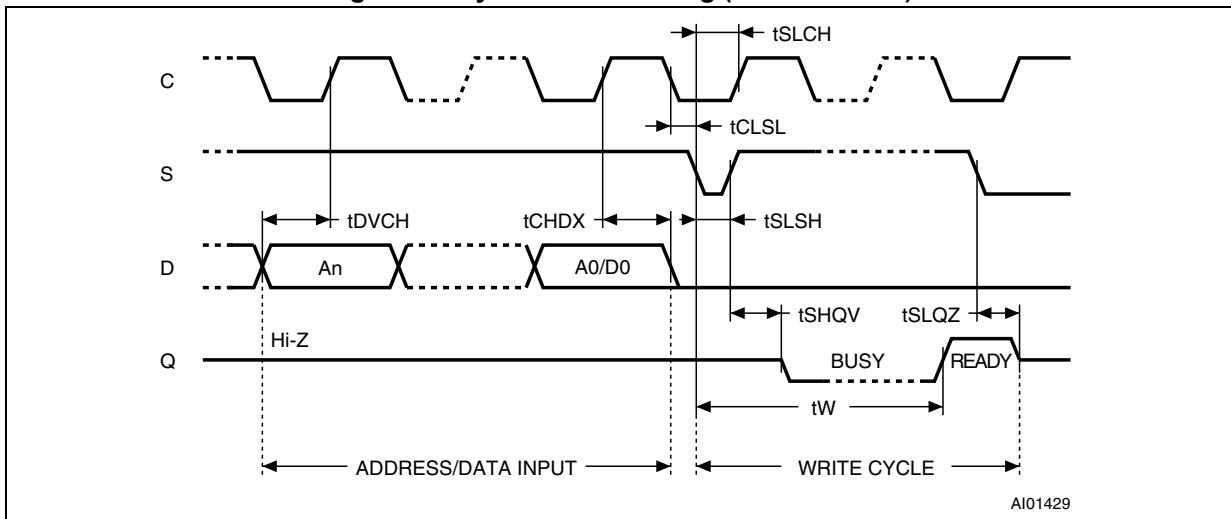 tSLCH
C
tCLSL
S
tDVCH
tCHDX
tSLSH
D
An
A0/D0
tSHQV
tSLQZ
Hi-Z
Q
BUSY
READY
tW
ADDRESS/DATA INPUT
WRITE CYCLE
AI01429